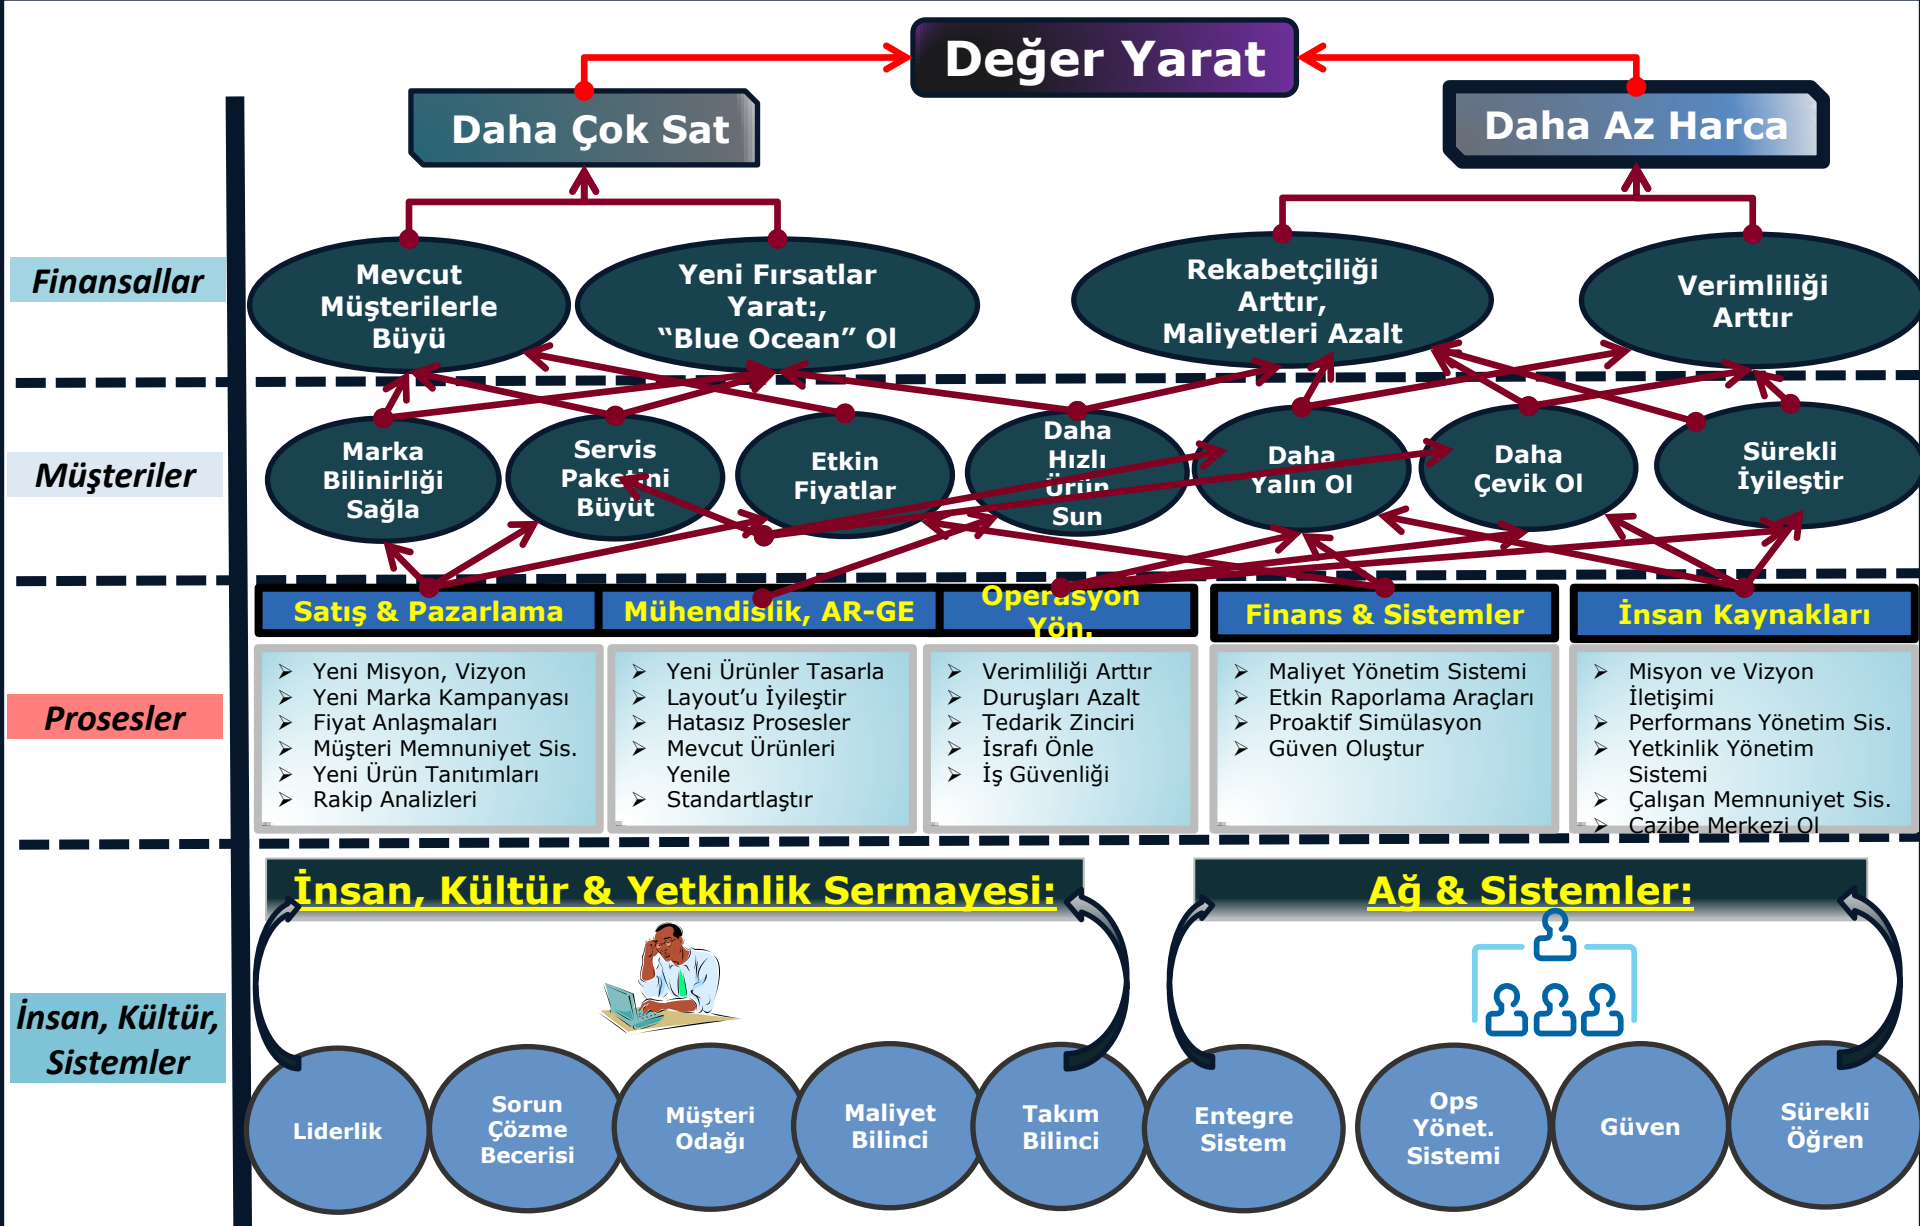 Değer Yarat
Daha Çok Sat
Daha Az Harca
Finansallar
Mevcut
Müşterilerle
Büyü
Yeni Fırsatlar
Yarat:,
“Blue Ocean” Ol
Rekabetçiliği
Arttır,
Maliyetleri Azalt
Verimliliği
Arttır
Müşteriler
Marka
Bilinirliği
Sağla
Servis
Paketini
Büyüt
Etkin
Fiyatlar
Daha
Hızlı
Ürün
Sun
Daha
Yalın Ol
Daha
Çevik Ol
Sürekli
İyileştir
Prosesler
Satış & Pazarlama
➢ Yeni Misyon, Vizyon
➢ Yeni Marka Kampanyası
➢ Fiyat Anlaşmaları
➢ Müşteri Memnuniyet Sis.
➢ Yeni Ürün Tanıtımları
➢ Rakip Analizleri
Mühendislik, AR-GE
➢ Yeni Ürünler Tasarla
➢ Layout’u İyileştir
➢ Hatasız Prosesler
➢ Mevcut Ürünleri
Yenile
➢ Standartlaştır
Operasyon
Yön.
➢ Verimliliği Arttır
➢ Duruşları Azalt
➢ Tedarik Zinciri
➢ İsrafı Önle
➢ İş Güvenliği
Finans & Sistemler
➢ Maliyet Yönetim Sistemi
➢ Etkin Raporlama Araçları
➢ Proaktif Simülasyon
➢ Güven Oluştur
İnsan Kaynakları
➢ Misyon ve Vizyon
İletişimi
➢ Performans Yönetim Sis.
➢ Yetkinlik Yönetim
Sistemi
➢ Çalışan Memnuniyet Sis.
➢ Cazibe Merkezi Ol
İnsan, Kültür,
Sistemler
İnsan, Kültür & Yetkinlik Sermayesi:
Ağ & Sistemler:
Liderlik
Sorun
Çözme
Becerisi
Müşteri
Odağı
Maliyet
Bilinci
Takım
Bilinci
Entegre
Sistem
Ops
Yönet.
Sistemi
Güven
Sürekli
Öğren